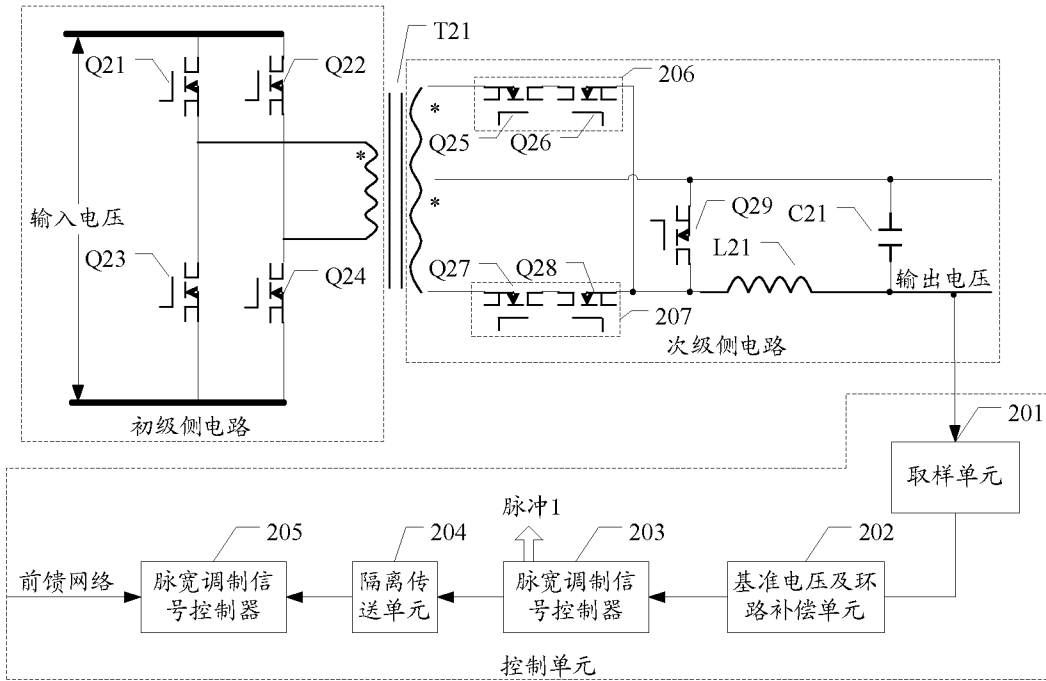 T21
Q21
Q22
206
*
Q25
Q26
*
*
Q29
C21
输入电压
L21
Q23
Q24
Q27
Q28
输出电压
207
次级侧电路
初级侧电路
201
取样单元
脉冲1
205
204
203
202
前馈网络
脉宽调制信
号控制器
隔离传
送单元
脉宽调制信
号控制器
基准电压及环
路补偿单元
控制单元